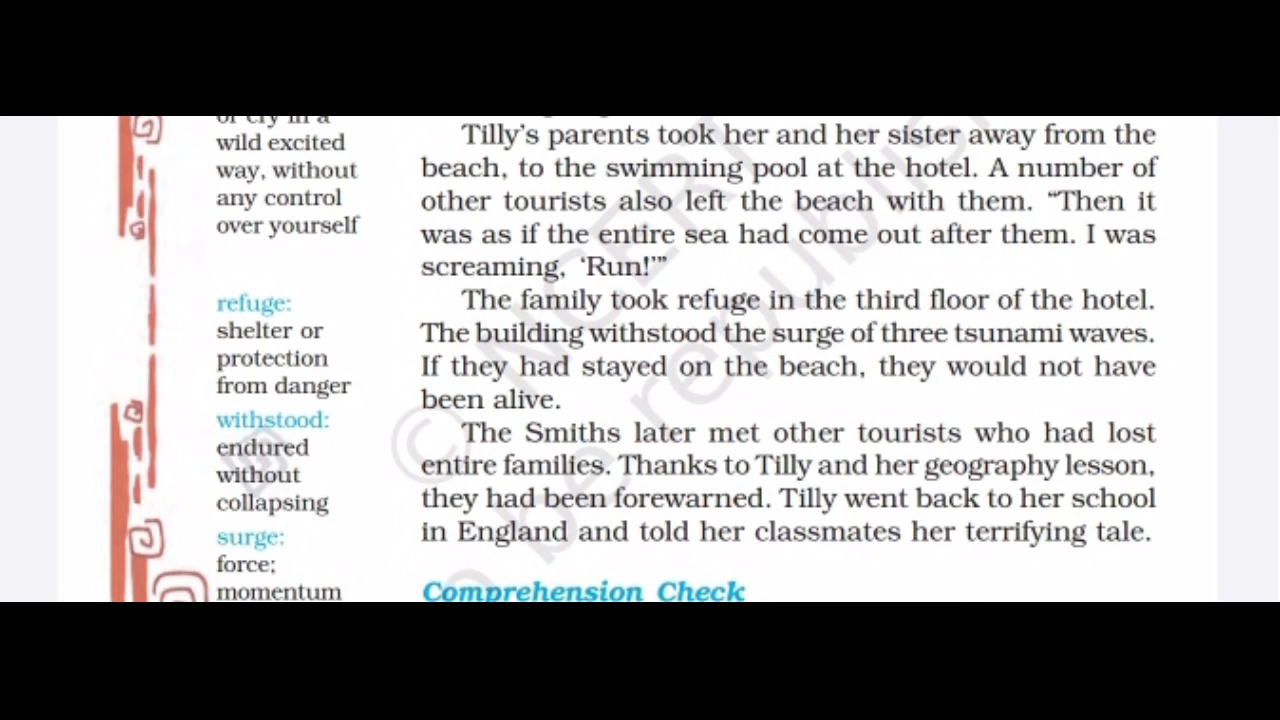 or cry in a
wild excited
way, without
any control
over yourself
refuge:
shelter or
protection
from danger
withstood:
endured
without
collapsing
surge:
force;
momentum
Tilly’s parents took her and her sister away from the
beach, to the swimming pool at the hotel. A number of
other tourists also left the beach with them. “Then it
was as if the entire sea had come out after them. I was
screaming, ‘Run!’”
The family took refuge in the third floor of the hotel.
The building withstood the surge of three tsunami waves.
If they had stayed on the beach, they would not have
been alive.
The Smiths later met other tourists who had lost
entire families. Thanks to Tilly and her geography lesson,
they had been forewarned. Tilly went back to her school
in England and told her classmates her terrifying tale.
Comprehension Check
© NCERT
be republis